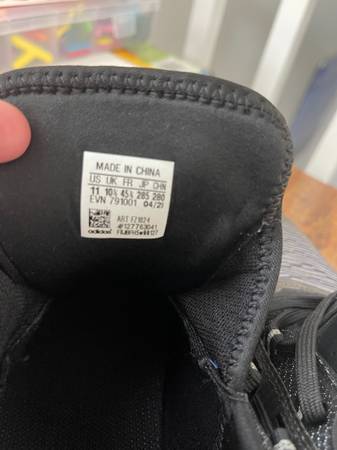 MADE IN CHINA
US UK FR JP CHN
11 10½ 45⅓ 285 280
EVN 791001 04/21
ART FZ1824
#127763041
adidas